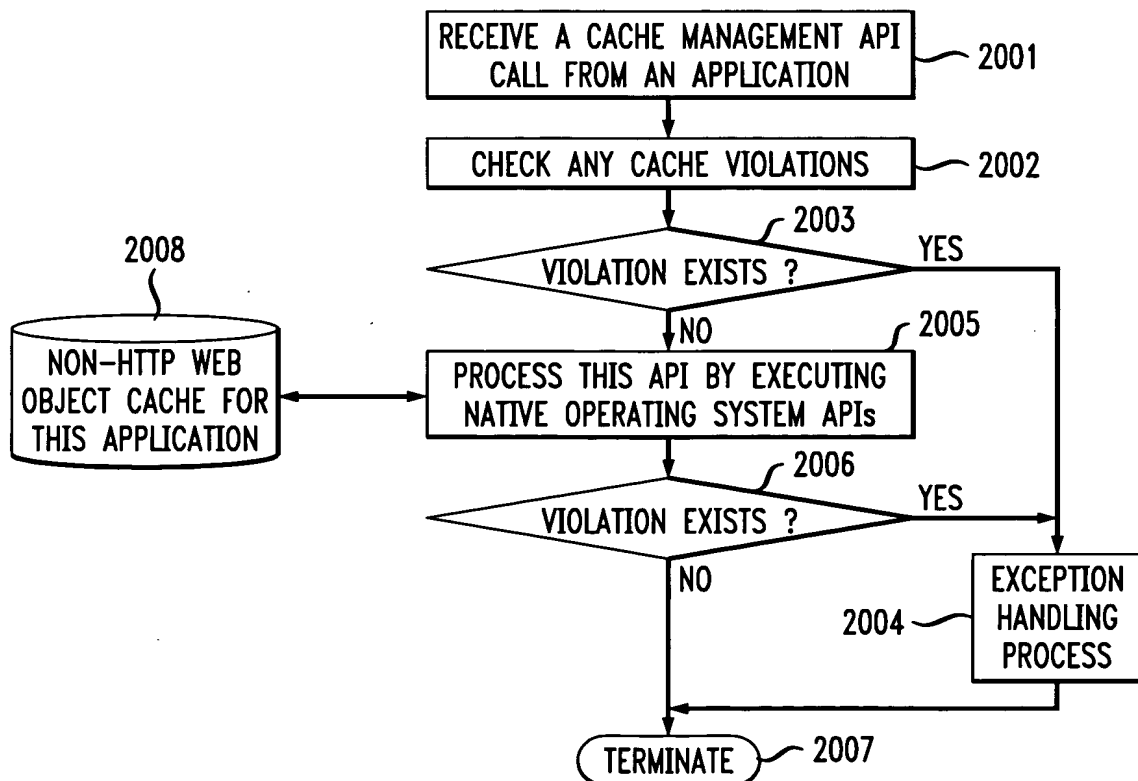 RECEIVE A CACHE MANAGEMENT API
CALL FROM AN APPLICATION
2001
CHECK ANY CACHE VIOLATIONS
2002
2003
VIOLATION EXISTS ?
YES
NO
2008
NON-HTTP WEB
OBJECT CACHE FOR
THIS APPLICATION
2005
PROCESS THIS API BY EXECUTING
NATIVE OPERATING SYSTEM APIs
2006
VIOLATION EXISTS ?
YES
NO
2004
EXCEPTION
HANDLING
PROCESS
TERMINATE
2007